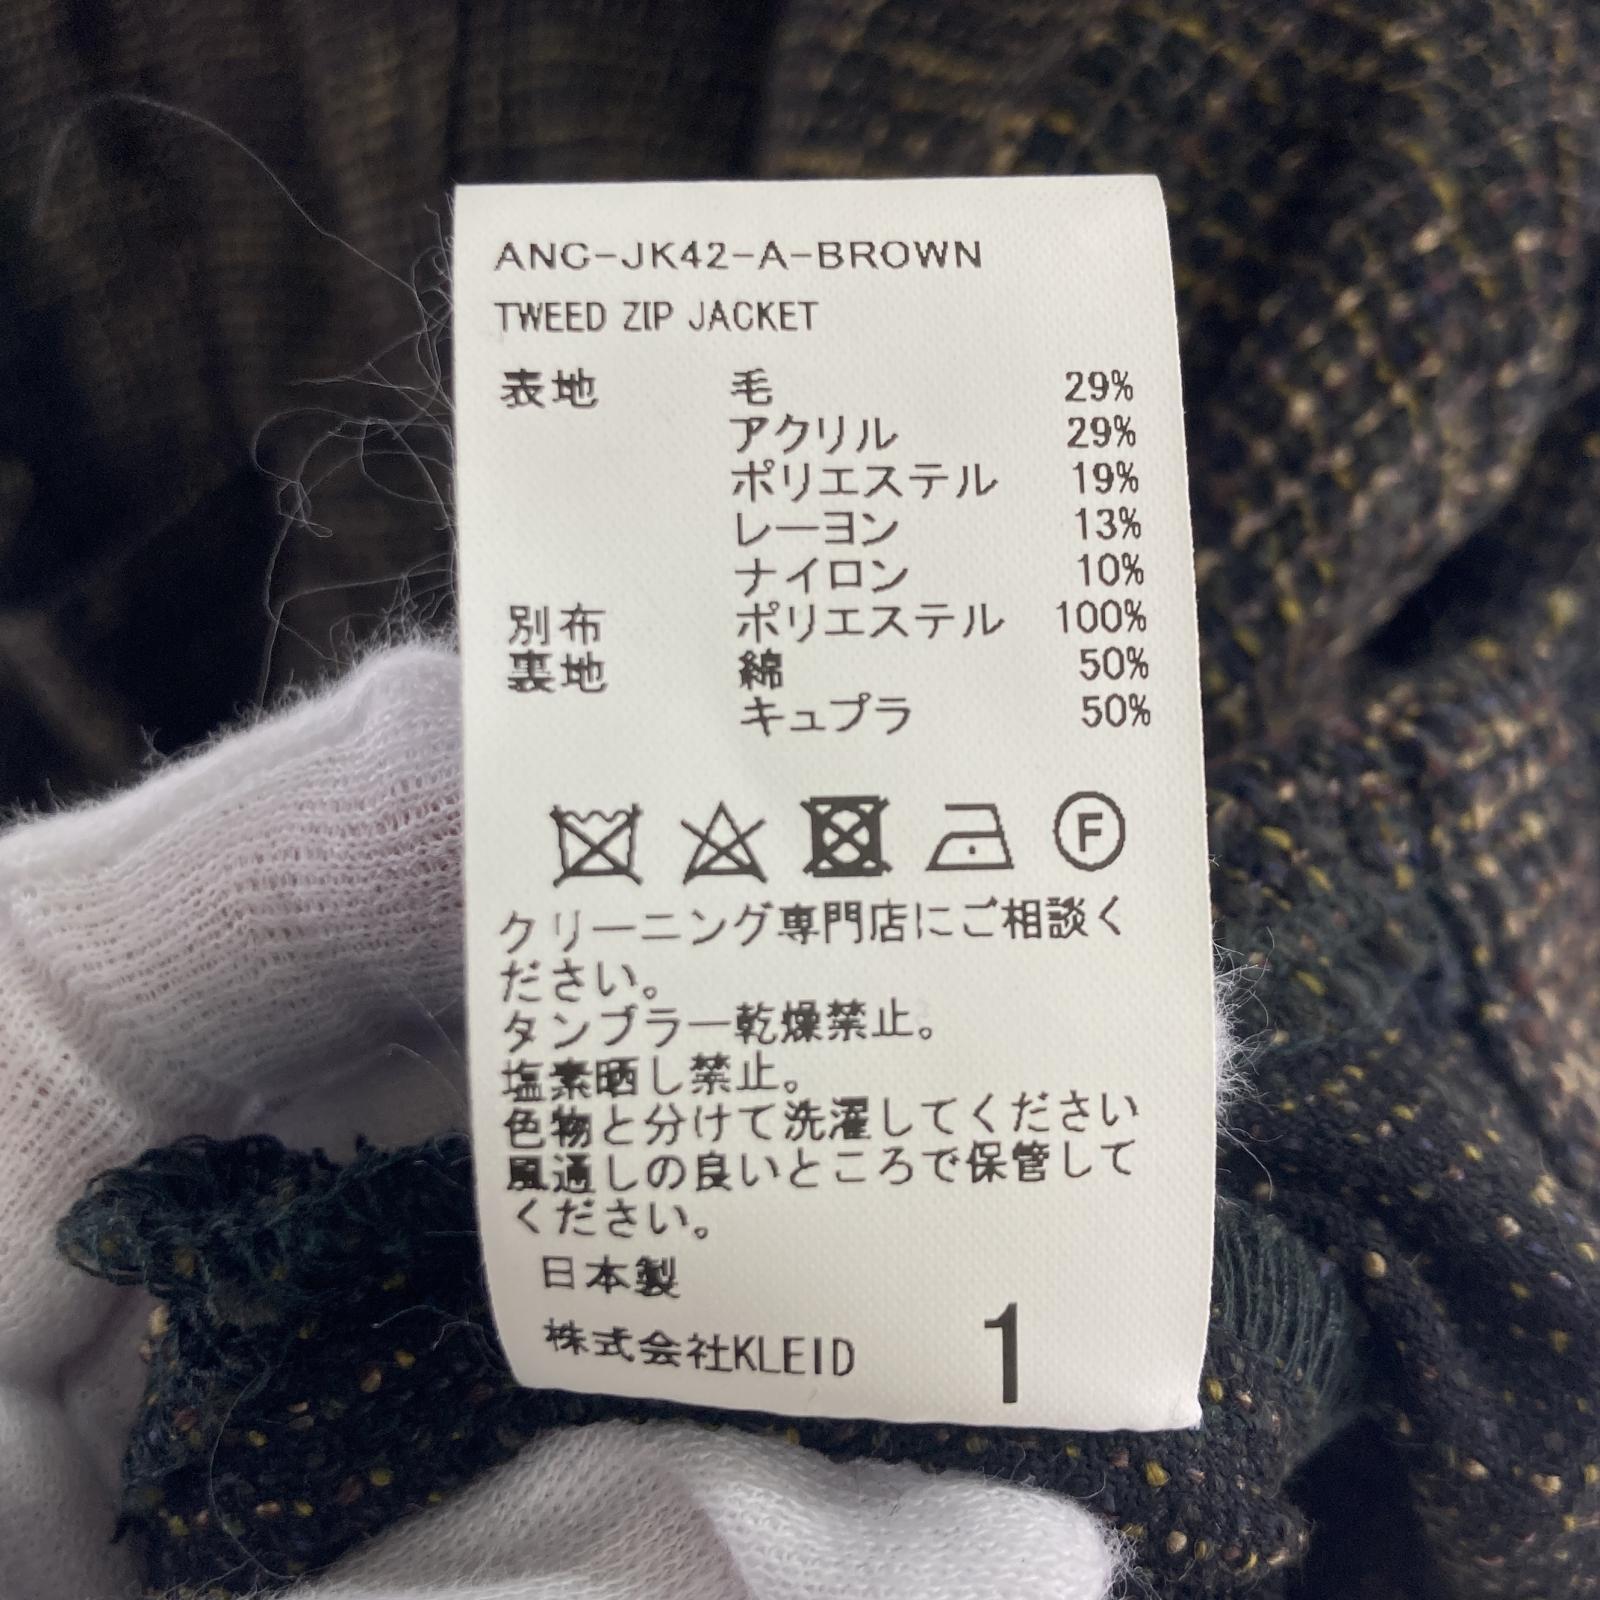 ANC-JK42-A-BROWN
TWEED ZIP JACKET
表地 毛 29%
アクリル 29%
ポリエステル 19%
レーヨン 13%
ナイロン 10%
別布 ポリエステル 100%
裏地 綿 50%
キュプラ 50%
F
クリーニング専門店にご相談く
ださい。
タンブラー乾燥禁止。
塩素晒し禁止。
色物と分けて洗濯してください
風通しの良いところで保管して
ください。
日本製
株式会社KLEID 1